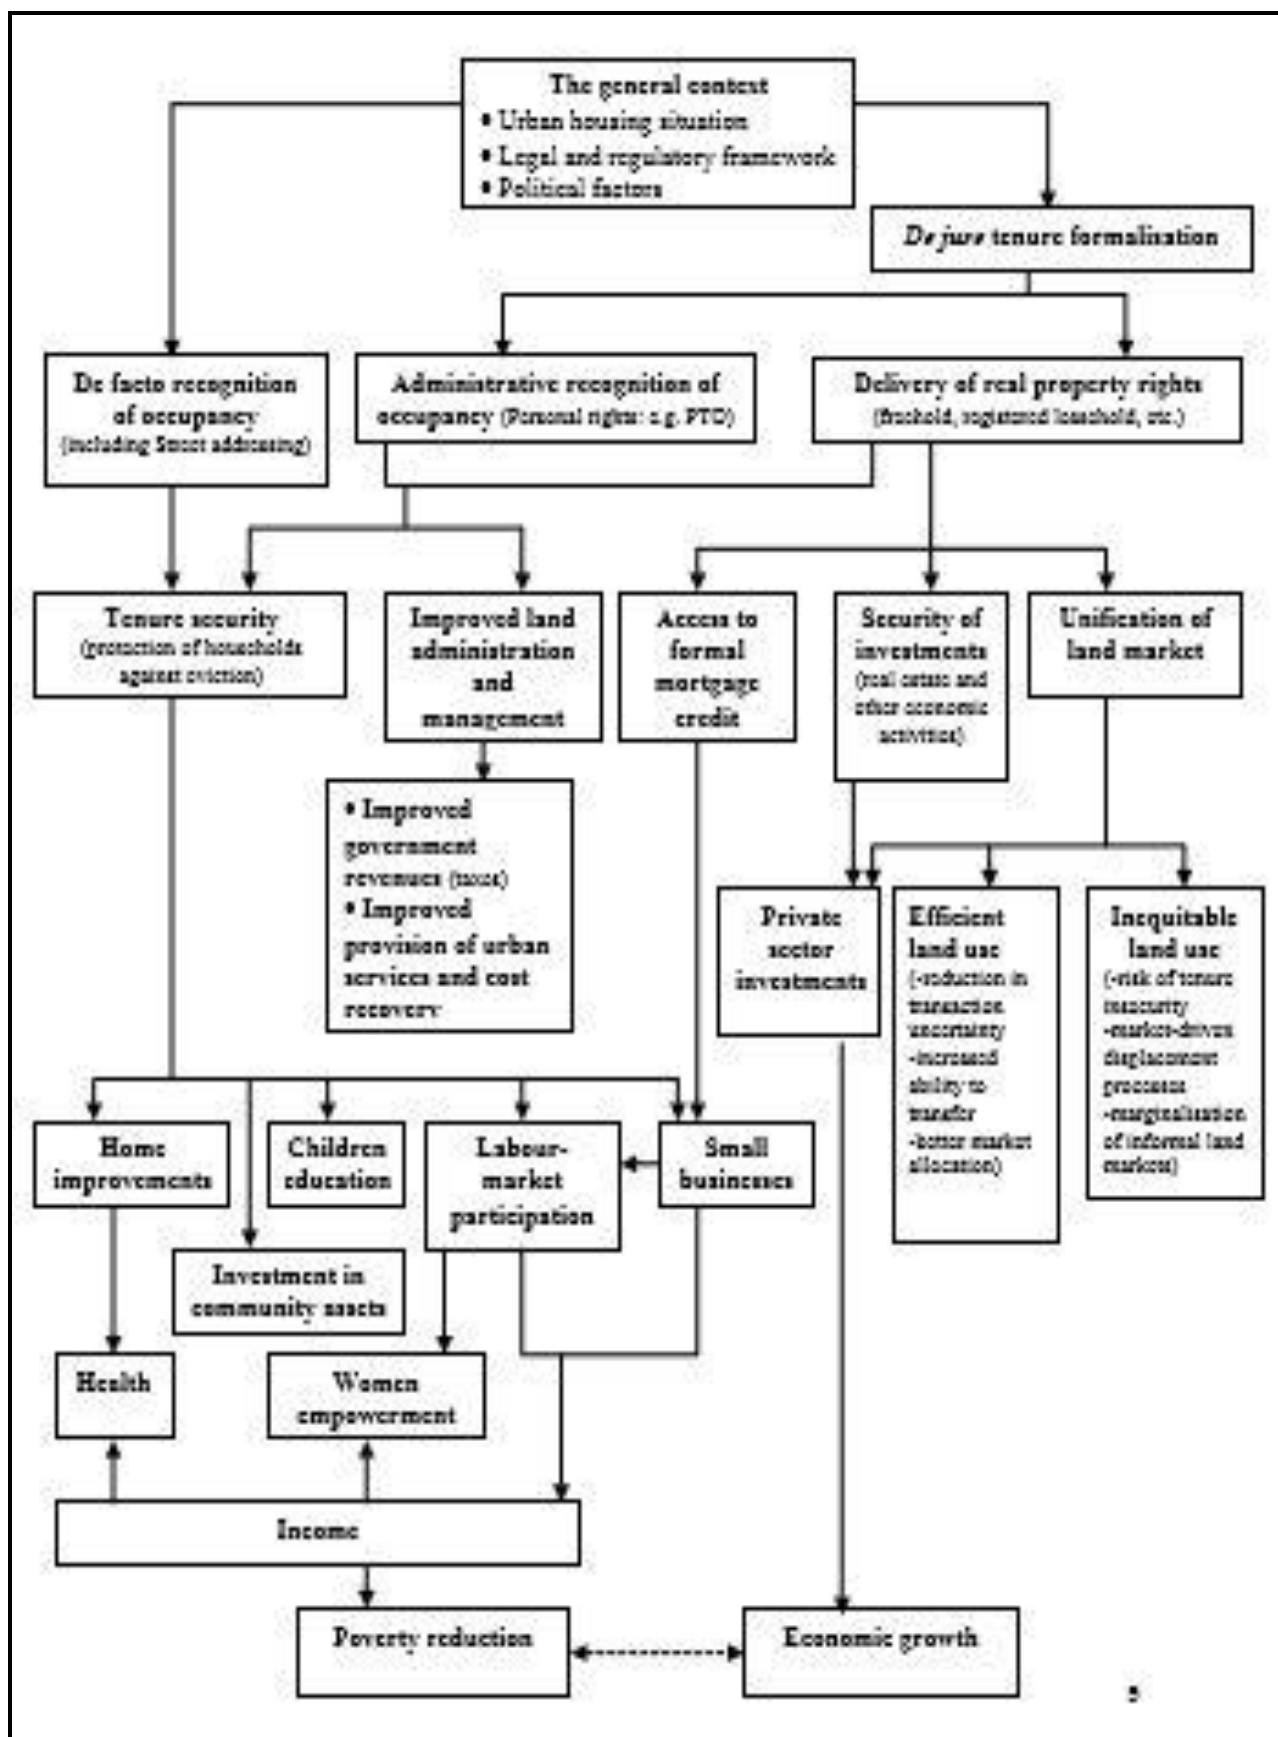 The general context
• Urban housing situation
• Legal and regulatory framework
• Political factors
De jure tenure formalisation
De facto recognition
of occupancy
(including Street addressing)
Administrative recognition of
occupancy (Personal rights: e.g. PTO)
Delivery of real property rights
(freehold, registered leasehold, etc.)
Tenure security
(protection of households
against eviction)
Improved land
administration
and
management
Access to
formal
mortgage
credit
Security of
investments
(real estate and
other economic
activities)
Unification of
land market
• Improved
government
revenues (taxes)
• Improved
provision of urban
services and cost
recovery
Private
sector
investments
Efficient
land use
(-reduction in
transaction
uncertainty
-increased
ability to
transfer
-better market
allocation)
Inequitable
land use
(-risk of tenure
insecurity
-market-driven
displacement
processes
-marginalisation
of informal land
markets)
Home
improvements
Children
education
Labour-
market
participation
Small
businesses
Investment in
community assets
Health
Women
empowerment
Income
Poverty reduction
Economic growth